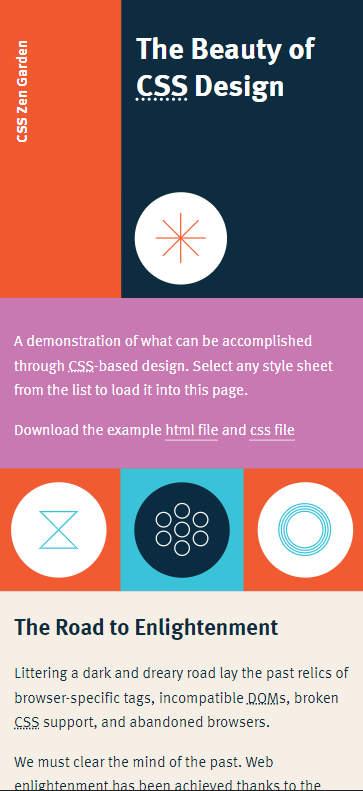 CSS Zen Garden
The Beauty of
CSS Design
A demonstration of what can be accomplished
through CSS-based design. Select any style sheet
from the list to load it into this page.
Download the example html file and css file
The Road to Enlightenment
Littering a dark and dreary road lay the past relics of
browser-specific tags, incompatible DOMs, broken
CSS support, and abandoned browsers.
We must clear the mind of the past. Web
enlightenment has been achieved thanks to the